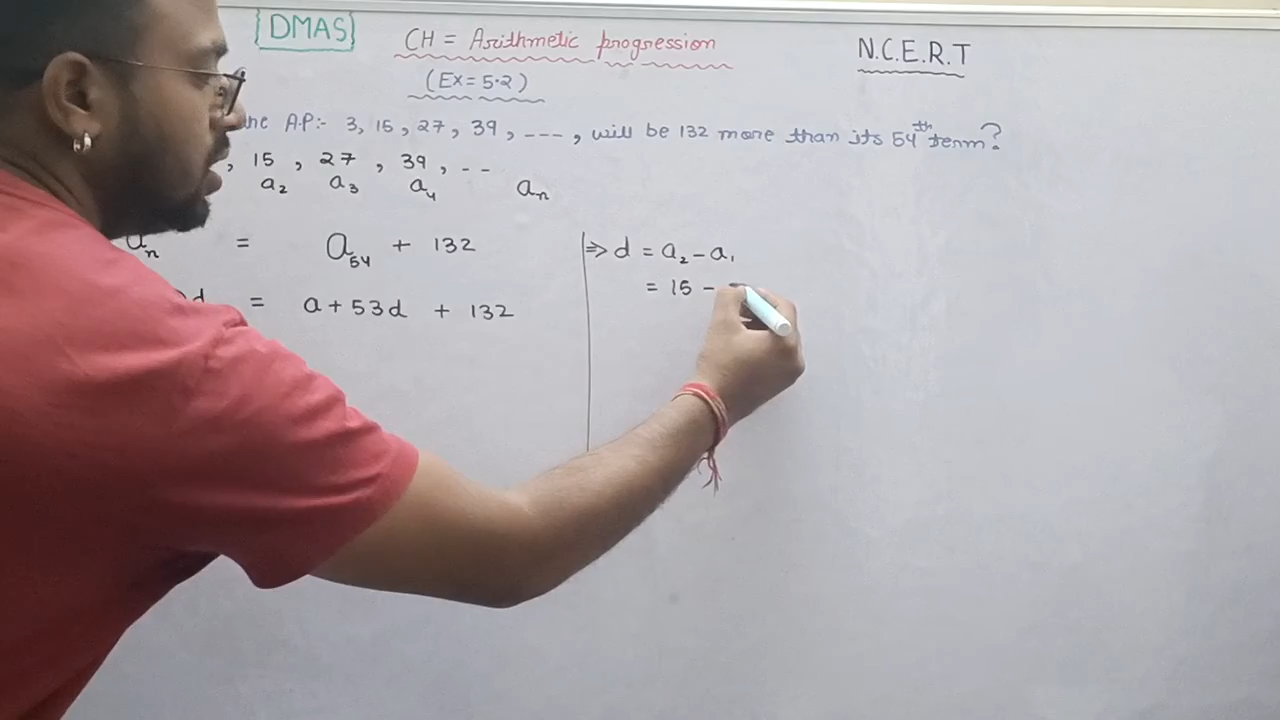 DMAS
CH = Arithmetic progression
N.C.E.R.T
(EX = 5.2)
A.P:- 3, 15, 27, 39, ---, will be 132 more than its 54th term?
, 15, 27, 39, --
a2 a3 a4 an
an = a54 + 132
d = a+53d + 132
⇒ d = a2 - a1
= 15 -